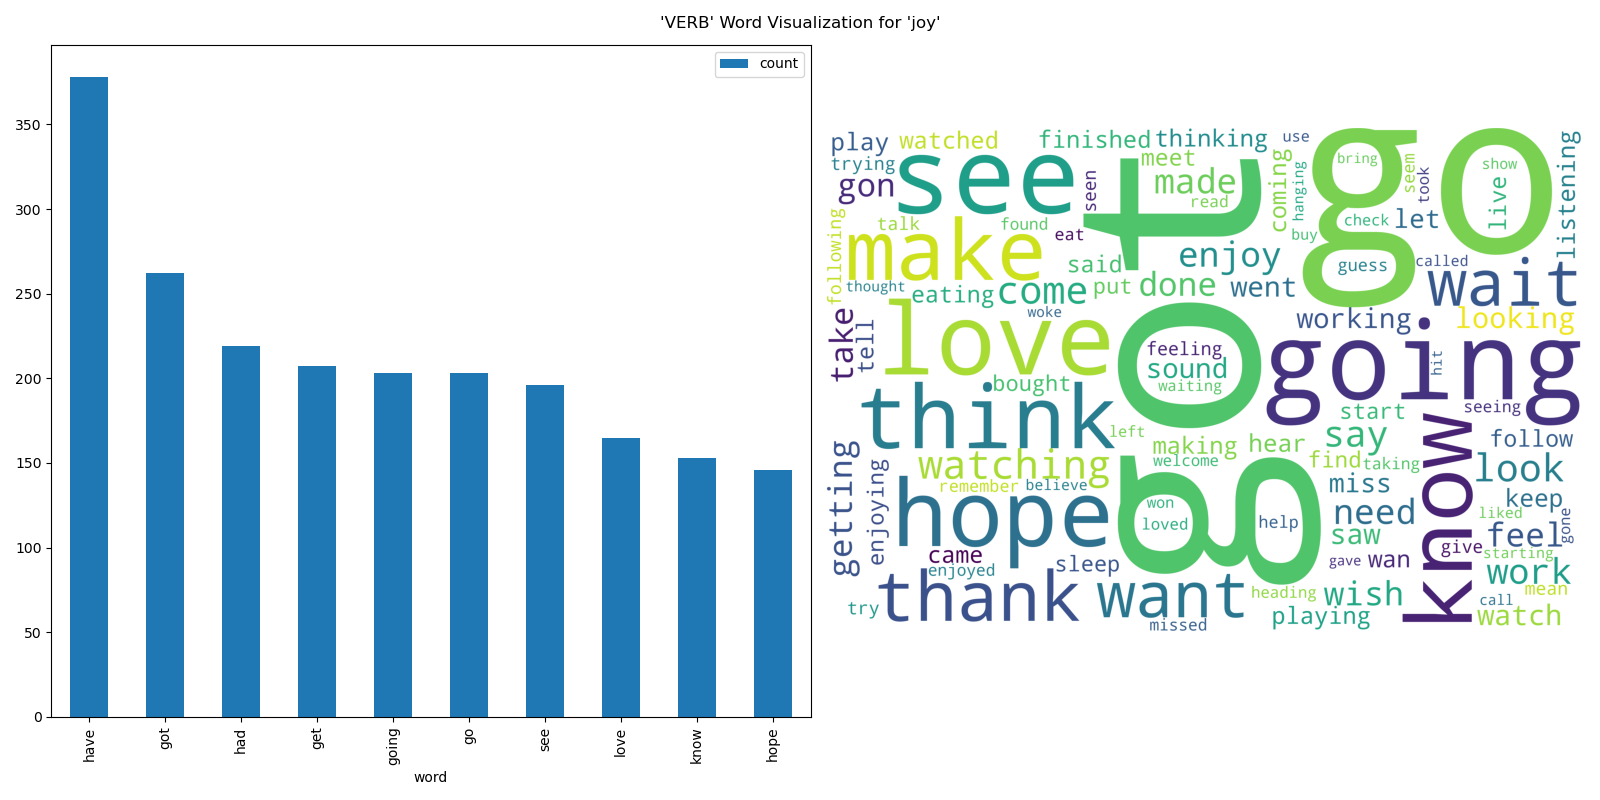 'VERB' Word Visualization for 'joy'
count
350
300
250
200
150
100
50
0
have
got
had
get
going
go
see
love
know
hope
word
play
watched
finished
thinking
use
go
bring
show
listening
trying
see
got
meet
made
read
seen
coming
hanging
seem
took
live
gon
following
talk
found
eat
check
let
buy
make
said
enjoy
guess
called
wait
thought
eating
come
put
done
went
woke
working
looking
take
tell
love
feeling
sound
waiting
going
hit
bought
think
left
start
seeing
say
know
follow
making
hear
watching
welcome
find
taking
look
getting
enjoying
remember
believe
miss
keep
hope
won
loved
help
need
liked
feel
gone
saw
came
enjoyed
sleep
gave
wan
give
starting
work
thank
want
heading
wish
call
mean
try
missed
playing
watch